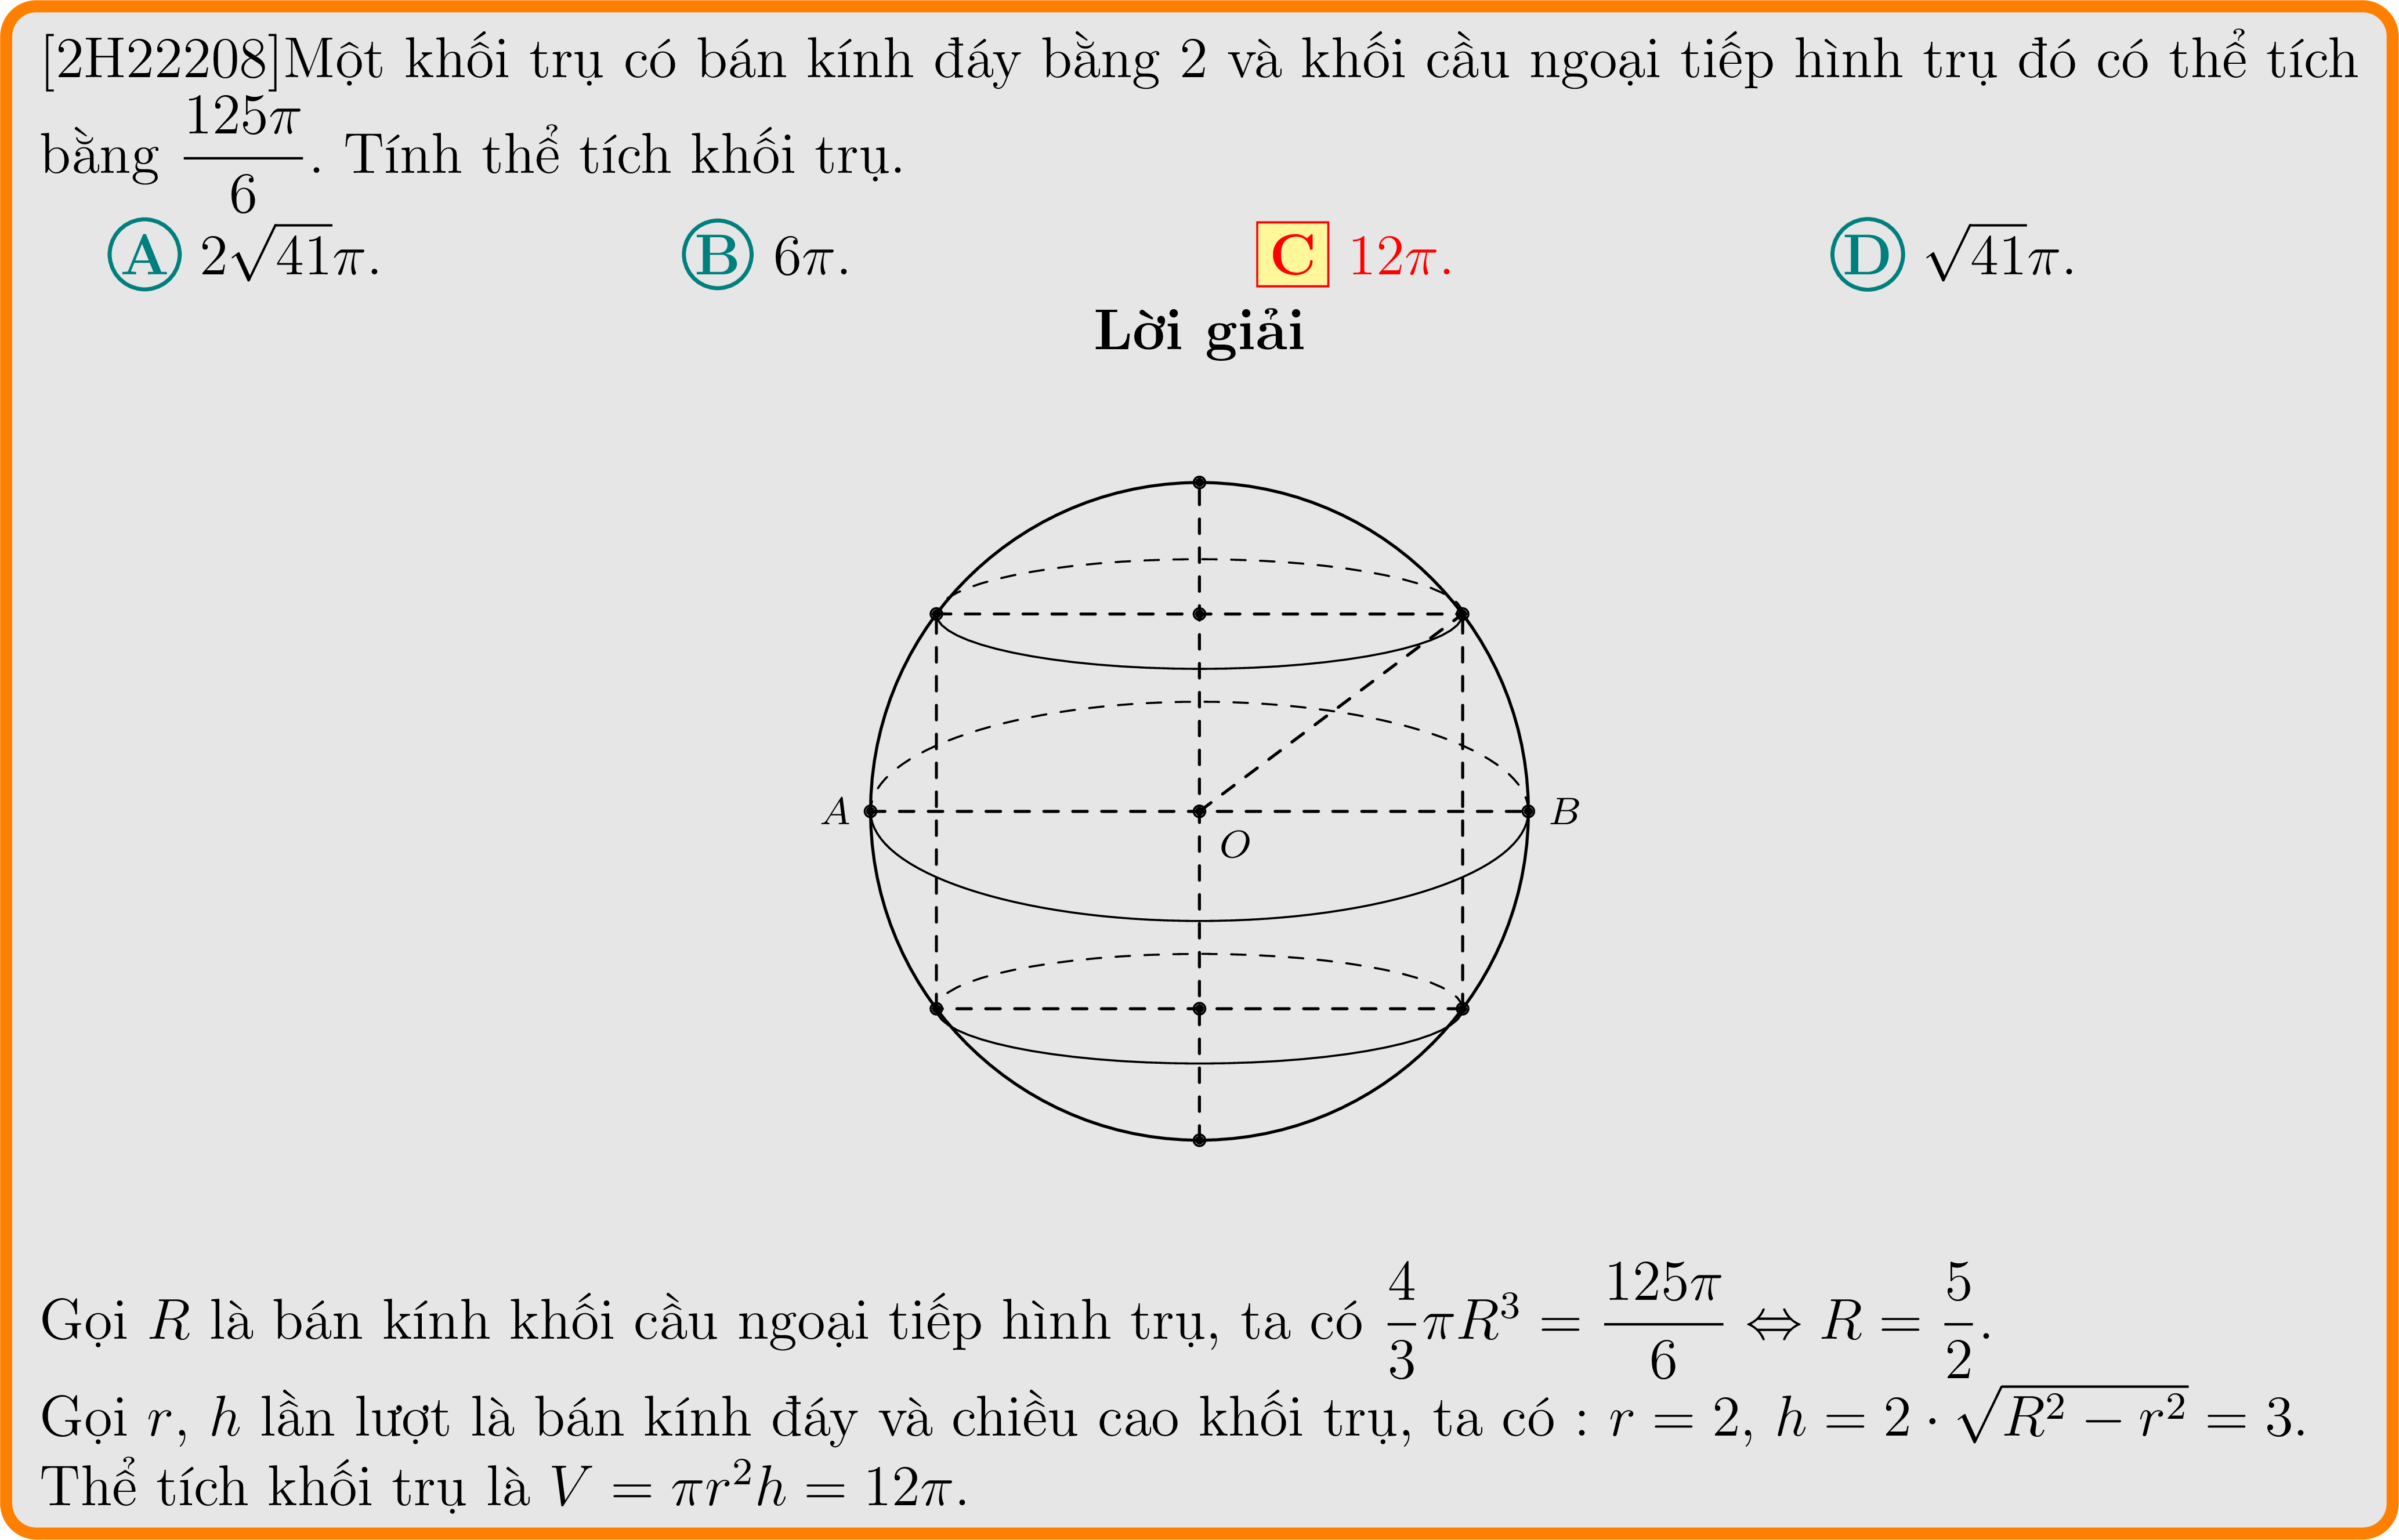 [2H22208]Một khối trụ có bán kính đáy bằng 2 và khối cầu ngoại tiếp hình trụ đó có thể tích
bằng $\dfrac{125\pi}{6}$. Tính thể tích khối trụ.
Ⓐ $2\sqrt{41}\pi$. Ⓑ $6\pi$. C $12\pi$. Ⓓ $\sqrt{41}\pi$.
Lời giải
A O B
Gọi $R$ là bán kính khối cầu ngoại tiếp hình trụ, ta có $\dfrac{4}{3}\pi R^3 = \dfrac{125\pi}{6} \Leftrightarrow R = \dfrac{5}{2}$.
Gọi $r$, $h$ lần lượt là bán kính đáy và chiều cao khối trụ, ta có : $r = 2$, $h = 2 \cdot \sqrt{R^2 - r^2} = 3$.
Thể tích khối trụ là $V = \pi r^2 h = 12\pi$.